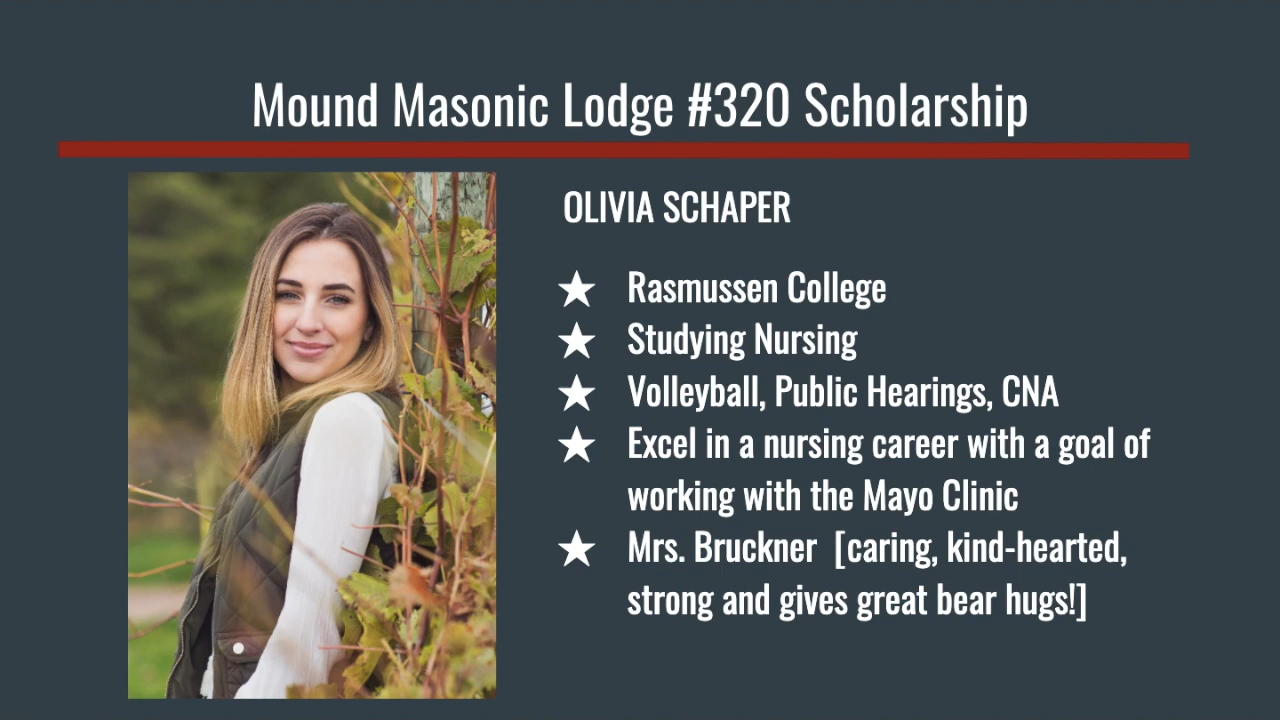 Mound Masonic Lodge #320 Scholarship
OLIVIA SCHAPER
★ Rasmussen College
★ Studying Nursing
★ Volleyball, Public Hearings, CNA
★ Excel in a nursing career with a goal of
working with the Mayo Clinic
★ Mrs. Bruckner [caring, kind-hearted,
strong and gives great bear hugs!]